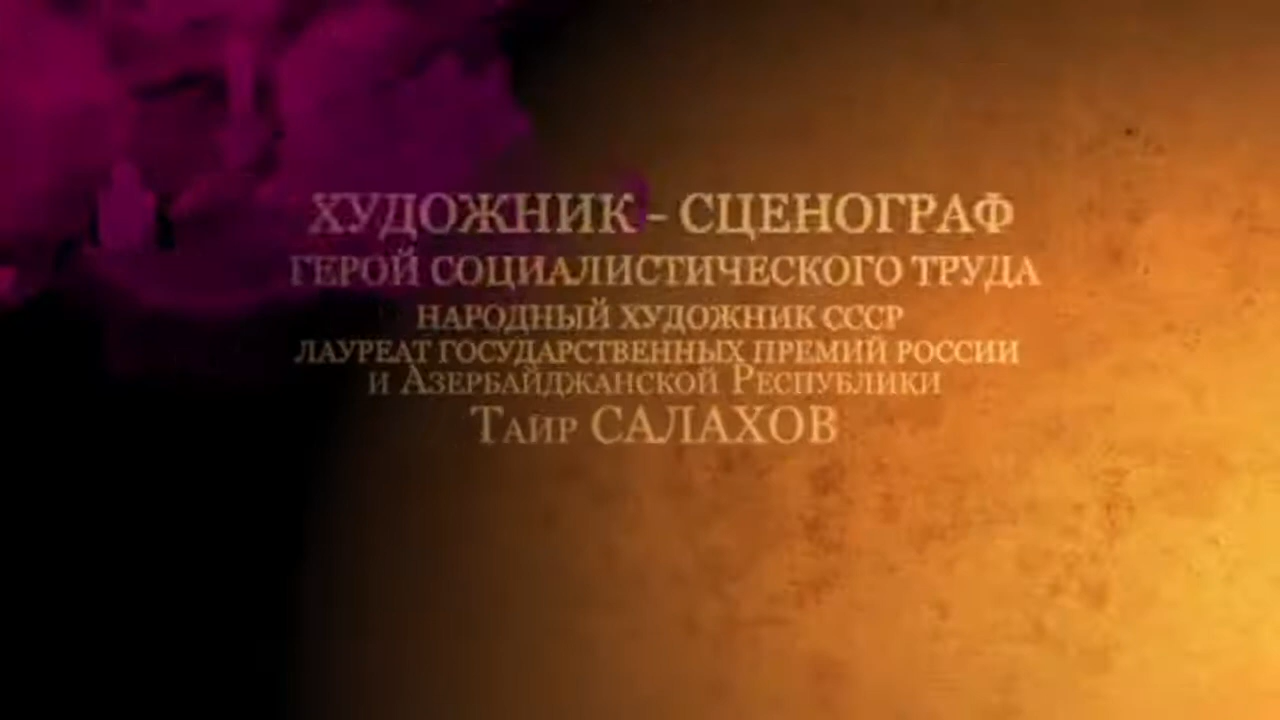 ХУДОЖНИК - СЦЕНОГРАФ
ГЕРОЙ СОЦИАЛИСТИЧЕСКОГО ТРУДА
НАРОДНЫЙ ХУДОЖНИК СССР
ЛАУРЕАТ ГОСУДАРСТВЕННЫХ ПРЕМИЙ РОССИИ
И АЗЕРБАЙДЖАНСКОЙ РЕСПУБЛИКИ
ТАИР САЛАХОВ